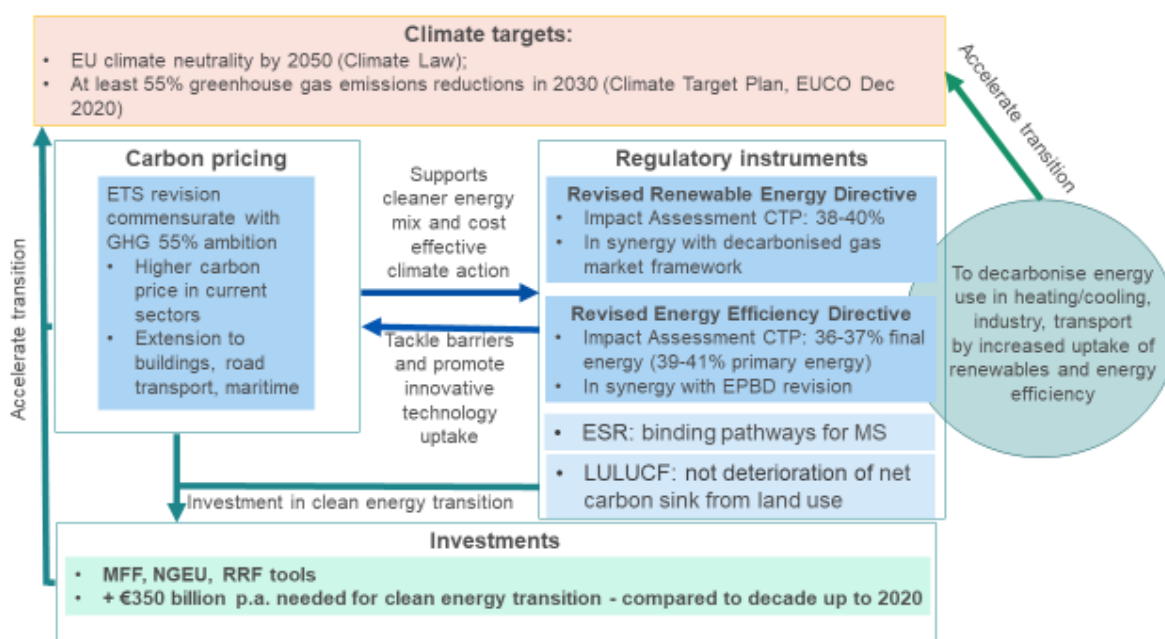 Climate targets:
• EU climate neutrality by 2050 (Climate Law);
• At least 55% greenhouse gas emissions reductions in 2030 (Climate Target Plan, EUCO Dec
2020)
Accelerate transition
Accelerate transition
Carbon pricing
ETS revision
commensurate with
GHG 55% ambition
• Higher carbon
price in current
sectors
• Extension to
buildings, road
transport, maritime
Supports
cleaner energy
mix and cost
effective
climate action
Tackle barriers
and promote
innovative
technology
uptake
Regulatory instruments
Revised Renewable Energy Directive
• Impact Assessment CTP: 38-40%
• In synergy with decarbonised gas
market framework
Revised Energy Efficiency Directive
• Impact Assessment CTP: 36-37% final
energy (39-41% primary energy)
• In synergy with EPBD revision
• ESR: binding pathways for MS
• LULUCF: not deterioration of net
carbon sink from land use
To decarbonise energy
use in heating/cooling,
industry, transport
by increased uptake of
renewables and energy
efficiency
Investment in clean energy transition
Investments
• MFF, NGEU, RRF tools
• + €350 billion p.a. needed for clean energy transition - compared to decade up to 2020